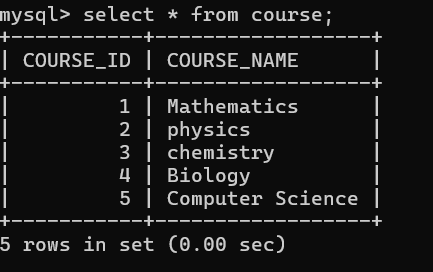 mysql> select * from course;
+-----------+------------------+
| COURSE_ID | COURSE_NAME      |
+-----------+------------------+
|         1 | Mathematics      |
|         2 | physics          |
|         3 | chemistry        |
|         4 | Biology          |
|         5 | Computer Science |
+-----------+------------------+
5 rows in set (0.00 sec)